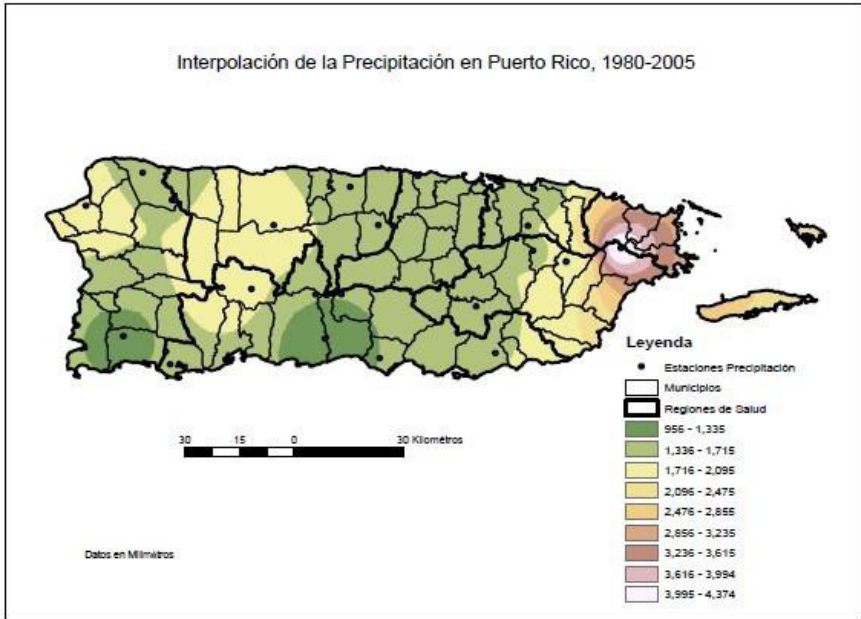 Interpolación de la Precipitación en Puerto Rico, 1980-2005
Leyenda
Estaciones Precipitación
Municipios
Regiones de Salud
956 - 1,335
1,336 - 1,715
1,716 - 2,095
2,096 - 2,475
2,476 - 2,855
2,856 - 3,235
3,236 - 3,615
3,616 - 3,994
3,995 - 4,374
30 15 0 30 Kilométros
Datos en Milmétros